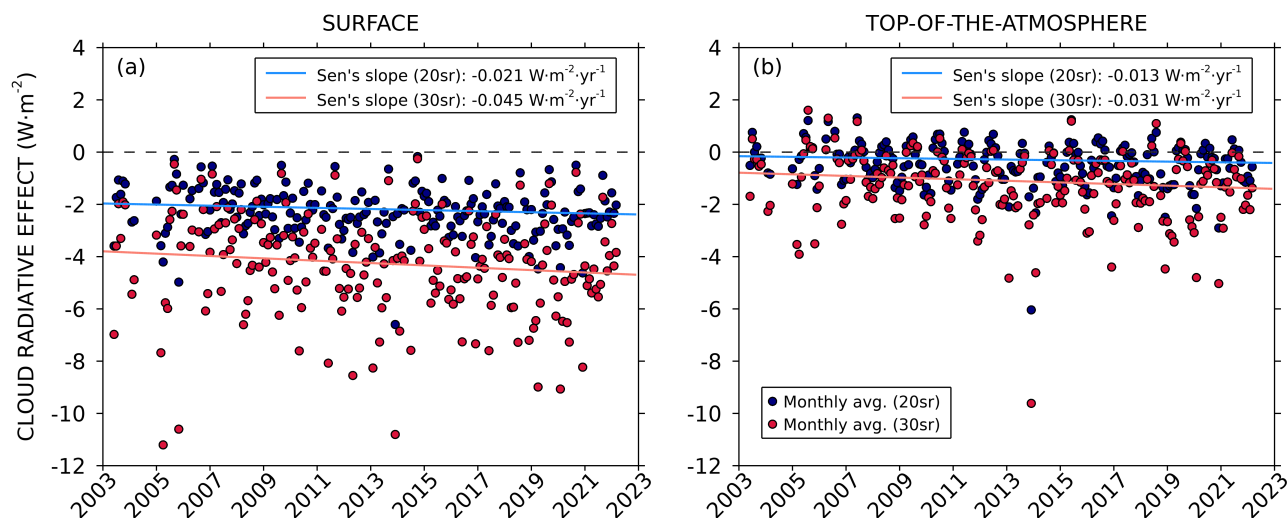 SURFACE
TOP-OF-THE-ATMOSPHERE
CLOUD RADIATIVE EFFECT (W·m⁻²)
4
2
0
-2
-4
-6
-8
-10
-12
(a)
Sen's slope (20sr): -0.021 W·m⁻²·yr⁻¹
Sen's slope (30sr): -0.045 W·m⁻²·yr⁻¹
2003 2005 2007 2009 2011 2013 2015 2017 2019 2021 2023
4
2
0
-2
-4
-6
-8
-10
-12
(b)
Sen's slope (20sr): -0.013 W·m⁻²·yr⁻¹
Sen's slope (30sr): -0.031 W·m⁻²·yr⁻¹
Monthly avg. (20sr)
Monthly avg. (30sr)
2003 2005 2007 2009 2011 2013 2015 2017 2019 2021 2023